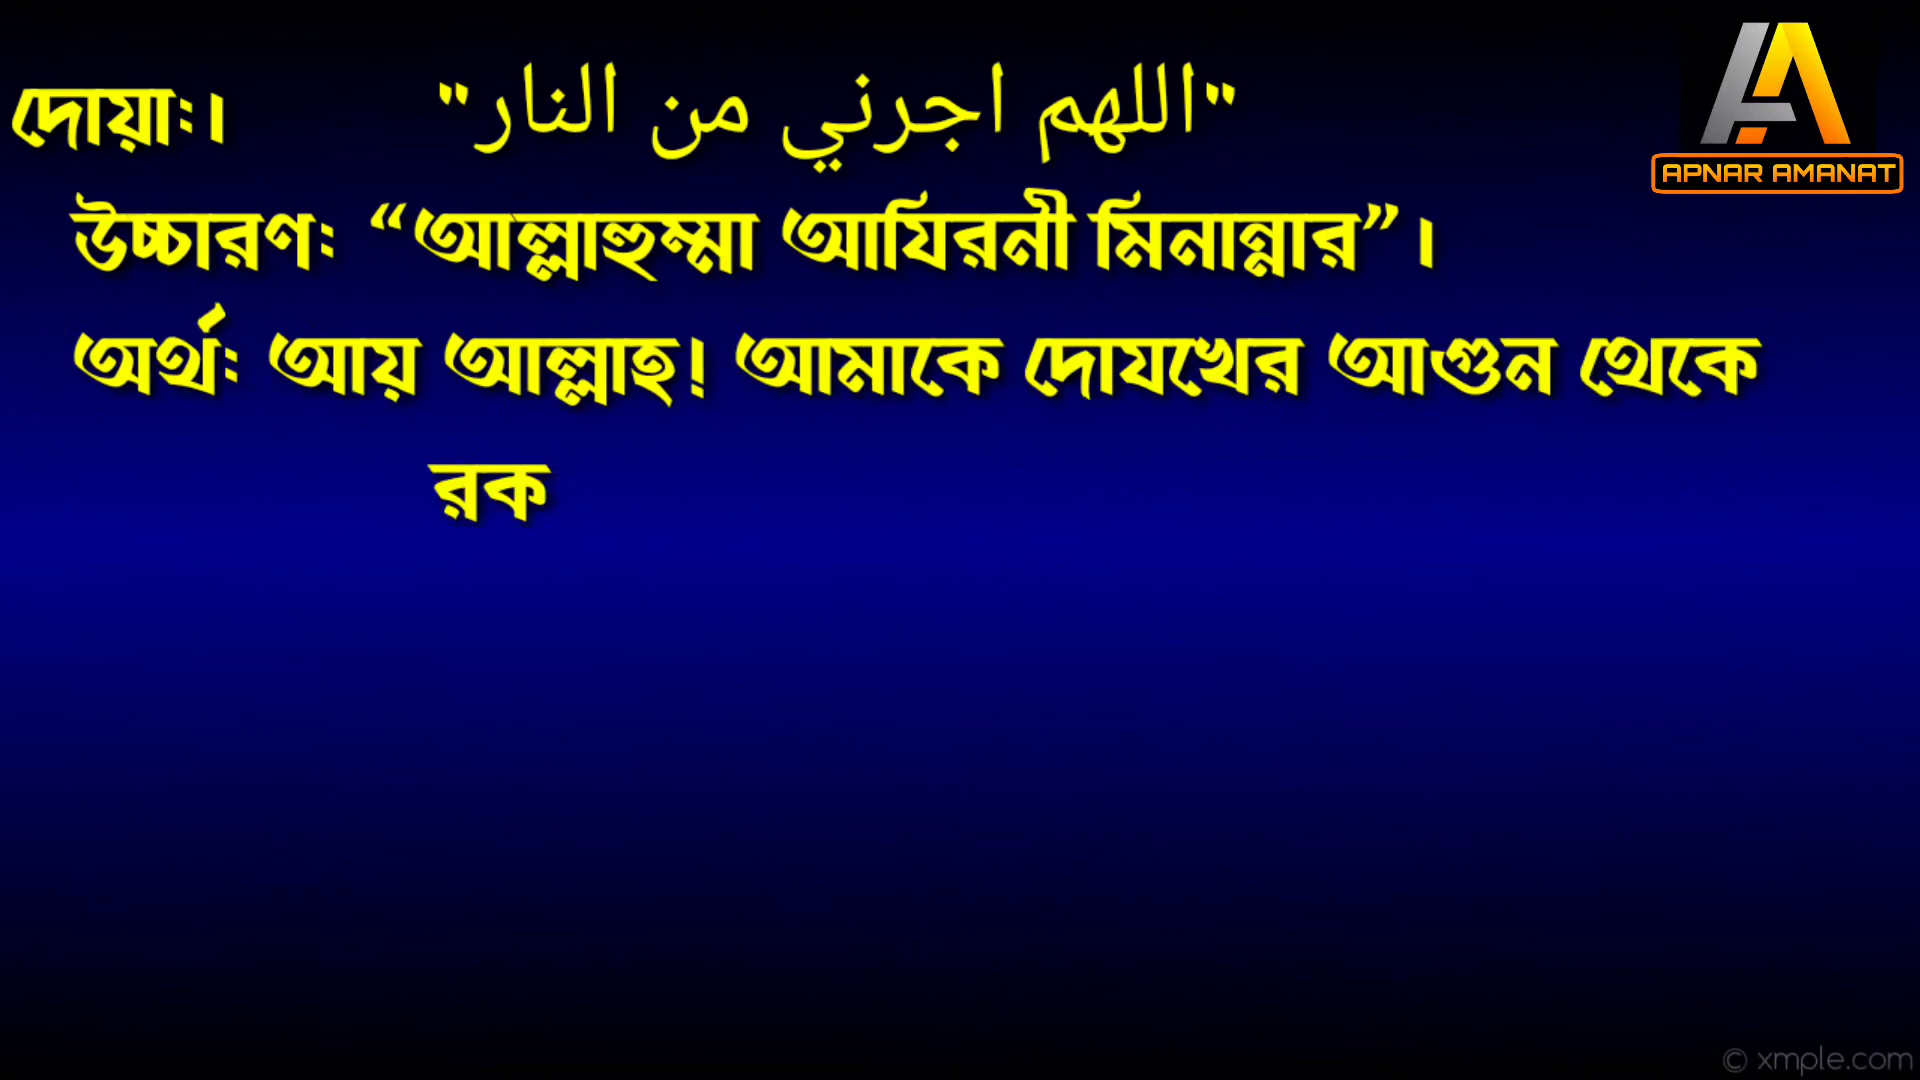 দোয়াঃ। "اللهم اجرني من النار"
উচ্চারণঃ “আল্লাহুম্মা আযিরনী মিনান্নার”।
অর্থঃ আয় আল্লাহ! আমাকে দোযখের আগুন থেকে
রক
APNAR AMANAT
© xmple.com